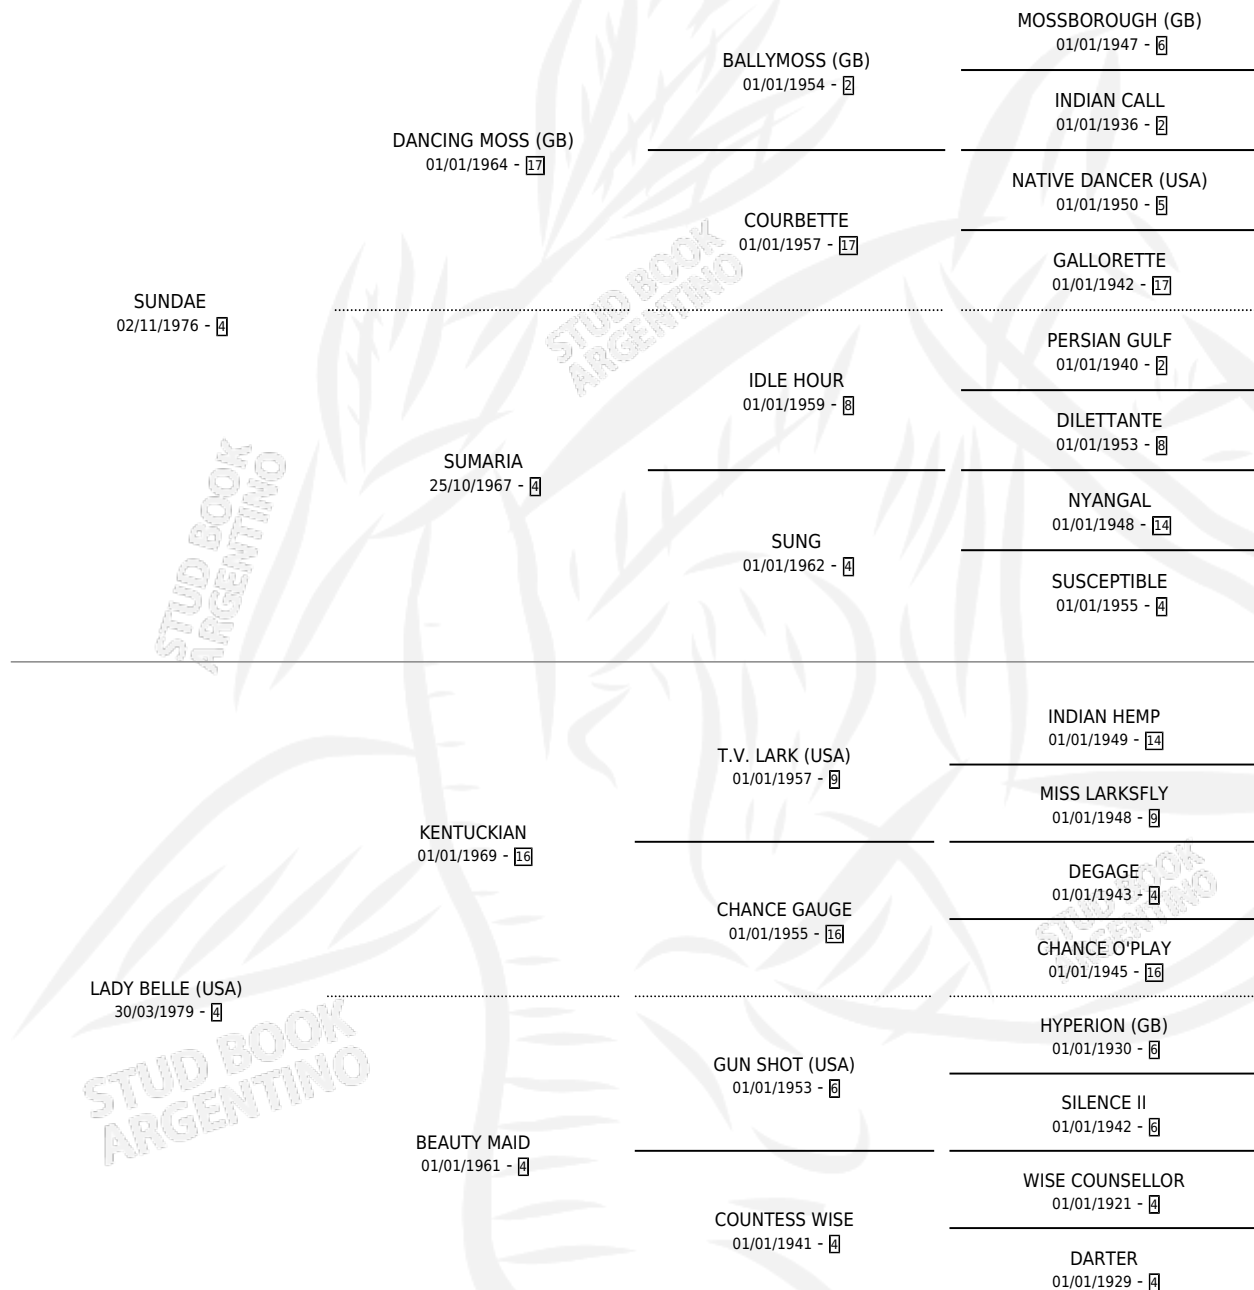 MOSSBOROUGH (GB)
01/01/1947 - 6
BALLYMOSS (GB)
01/01/1954 - 2
INDIAN CALL
01/01/1936 - 2
DANCING MOSS (GB)
01/01/1964 - 17
NATIVE DANCER (USA)
01/01/1950 - 5
COURBETTE
01/01/1957 - 17
GALLORETTE
01/01/1942 - 17
SUNDAE
02/11/1976 - 4
PERSIAN GULF
01/01/1940 - 2
IDLE HOUR
01/01/1959 - 8
DILETTANTE
01/01/1953 - 8
SUMARIA
25/10/1967 - 4
NYANGAL
01/01/1948 - 14
SUNG
01/01/1962 - 4
SUSCEPTIBLE
01/01/1955 - 4
INDIAN HEMP
01/01/1949 - 14
T.V. LARK (USA)
01/01/1957 - 9
MISS LARKSFLY
01/01/1948 - 9
KENTUCKIAN
01/01/1969 - 16
DEGAGE
01/01/1943 - 4
CHANCE GAUGE
01/01/1955 - 16
CHANCE O'PLAY
01/01/1945 - 16
LADY BELLE (USA)
30/03/1979 - 4
HYPERION (GB)
01/01/1930 - 6
GUN SHOT (USA)
01/01/1953 - 6
SILENCE II
01/01/1942 - 6
BEAUTY MAID
01/01/1961 - 4
WISE COUNSELLOR
01/01/1921 - 4
COUNTESS WISE
01/01/1941 - 4
DARTER
01/01/1929 - 4
STUD BOOK
ARGENTINO
STUD BOOK
ARGENTINO
STUD BOOK
ARGENTINO
STUD BOOK
ARGENTINO